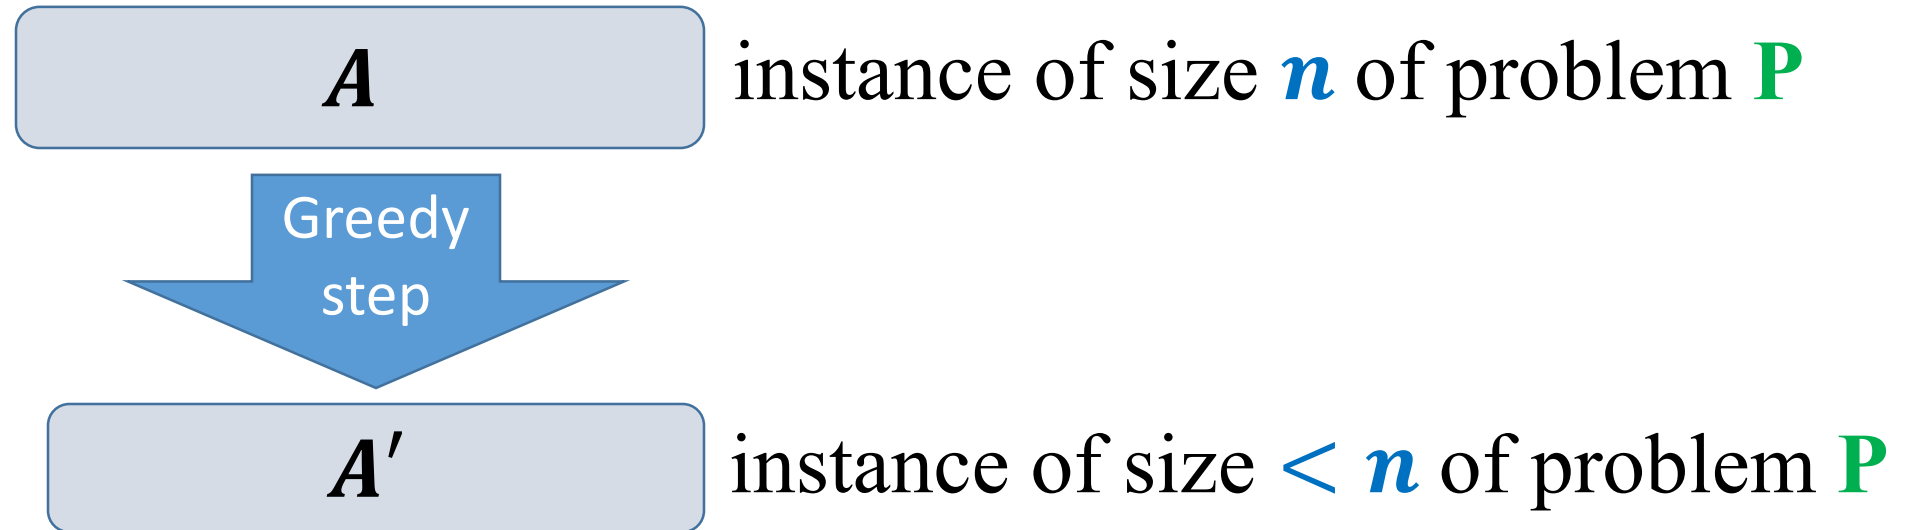 A instance of size n of problem P
Greedy
step
A′ instance of size < n of problem P